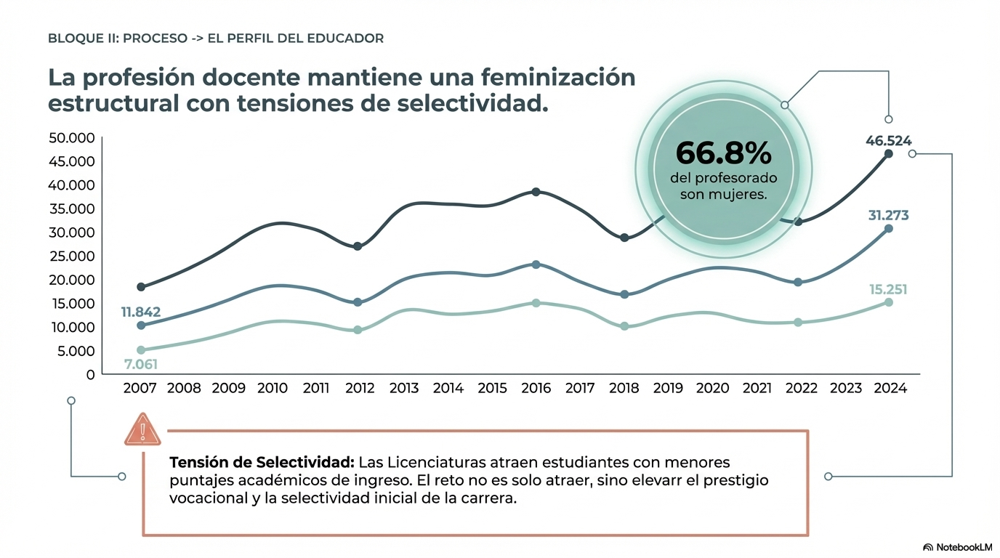 BLOQUE II: PROCESO -> EL PERFIL DEL EDUCADOR
La profesión docente mantiene una feminización
estructural con tensiones de selectividad.
66.8%
del profesorado
son mujeres.
50.000
45.000
40.000
35.000
30.000
25.000
20.000
15.000
10.000
5.000
0
46.524
31.273
15.251
11.842
7.061
2007 2008 2009 2010 2011 2012 2013 2014 2015 2016 2017 2018 2019 2020 2021 2022 2023 2024
Tensión de Selectividad: Las Licenciaturas atraen estudiantes con menores
puntajes académicos de ingreso. El reto no es solo atraer, sino elevarr el prestigio
vocacional y la selectividad inicial de la carrera.
NotebookLM